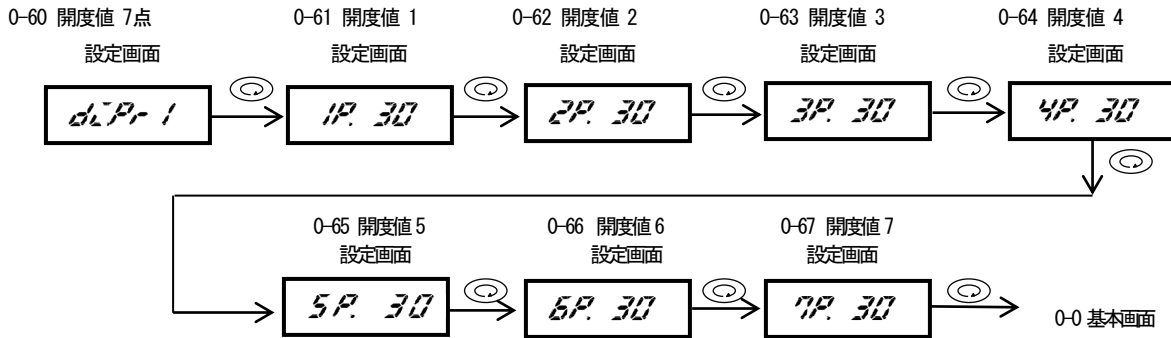 0-60 開度値 7点
設定画面
0-61 開度値 1
設定画面
0-62 開度値 2
設定画面
0-63 開度値 3
設定画面
0-64 開度値 4
設定画面
diPr1
1P. 30
2P. 30
3P. 30
4P. 30
0-65 開度値5
設定画面
0-66 開度値6
設定画面
0-67 開度値7
設定画面
5P. 30
6P. 30
7P. 30
0-0 基本画面